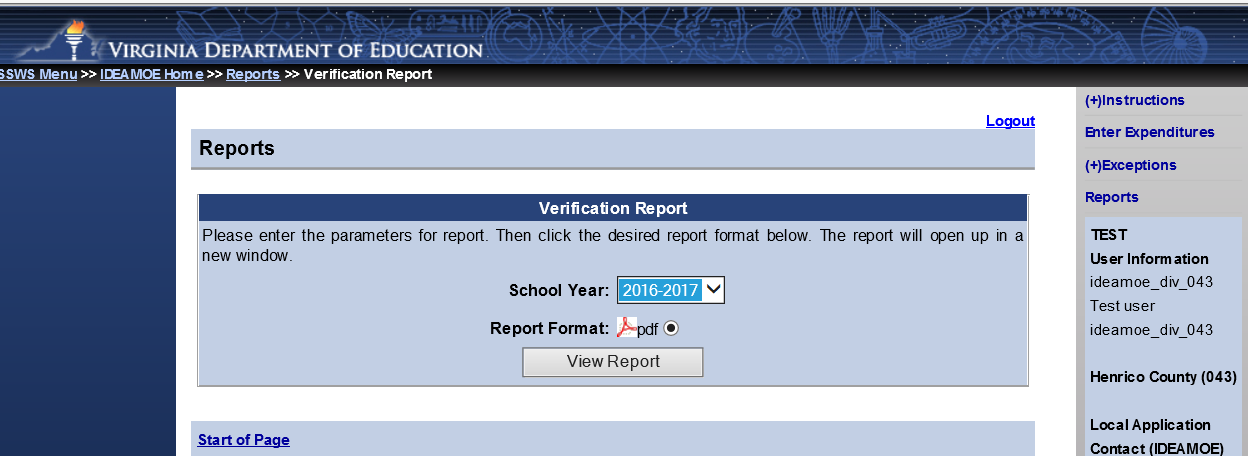 VIRGINIA DEPARTMENT OF EDUCATION
SSWS Menu >> IDEAMOE Home >> Reports >> Verification Report
Logout
Reports
Verification Report
Please enter the parameters for report. Then click the desired report format below. The report will open up in a
new window.
School Year: 2016-2017
Report Format: pdf
View Report
Start of Page
(+)Instructions
Enter Expenditures
(+)Exceptions
Reports
TEST
User Information
ideamoe_div_043
Test user
ideamoe_div_043
Henrico County (043)
Local Application
Contact (IDEAMOE)